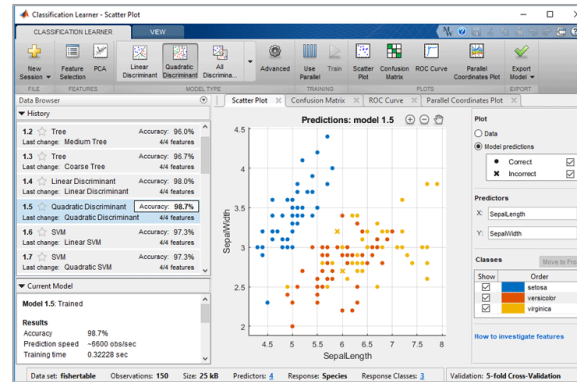 Classification Learner - Scatter Plot
CLASSIFICATION LEARNER VIEW
New Session
Feature Selection
PCA
Linear Discriminant
Quadratic Discriminant
All Discrimina...
Advanced
Use Parallel
Train
Scatter Plot
Confusion Matrix
ROC Curve
Parallel Coordinates Plot
Export Model
FILE FEATURES MODEL TYPE TRAINING PLOTS EXPORT
Data Browser
History
1.2 Tree Accuracy: 96.0%
Last change: Medium Tree 4/4 features
1.3 Tree Accuracy: 96.7%
Last change: Coarse Tree 4/4 features
1.4 Linear Discriminant Accuracy: 98.0%
Last change: Linear Discriminant 4/4 features
1.5 Quadratic Discriminant Accuracy: 98.7%
Last change: Quadratic Discriminant 4/4 features
1.6 SVM Accuracy: 97.3%
Last change: Linear SVM 4/4 features
1.7 SVM Accuracy: 97.3%
Last change: Quadratic SVM 4/4 features
Current Model
Model 1.5: Trained
Results
Accuracy 98.7%
Prediction speed ~6600 obs/sec
Training time 0.32228 sec
Scatter Plot Confusion Matrix ROC Curve Parallel Coordinates Plot
Predictions: model 1.5
4.5
4
3.5
3
2.5
2
SepalWidth
4.5 5 5.5 6 6.5 7 7.5 8
SepalLength
Plot
Data
Model predictions
Correct
Incorrect
Predictors
X: SepalLength
Y: SepalWidth
Classes
Show Order
setosa
versicolor
virginica
How to investigate features
Data set: fishertable Observations: 150 Size: 25 kB Predictors: 4 Response: Species Response Classes: 3 Validation: 5-fold Cross-Validation